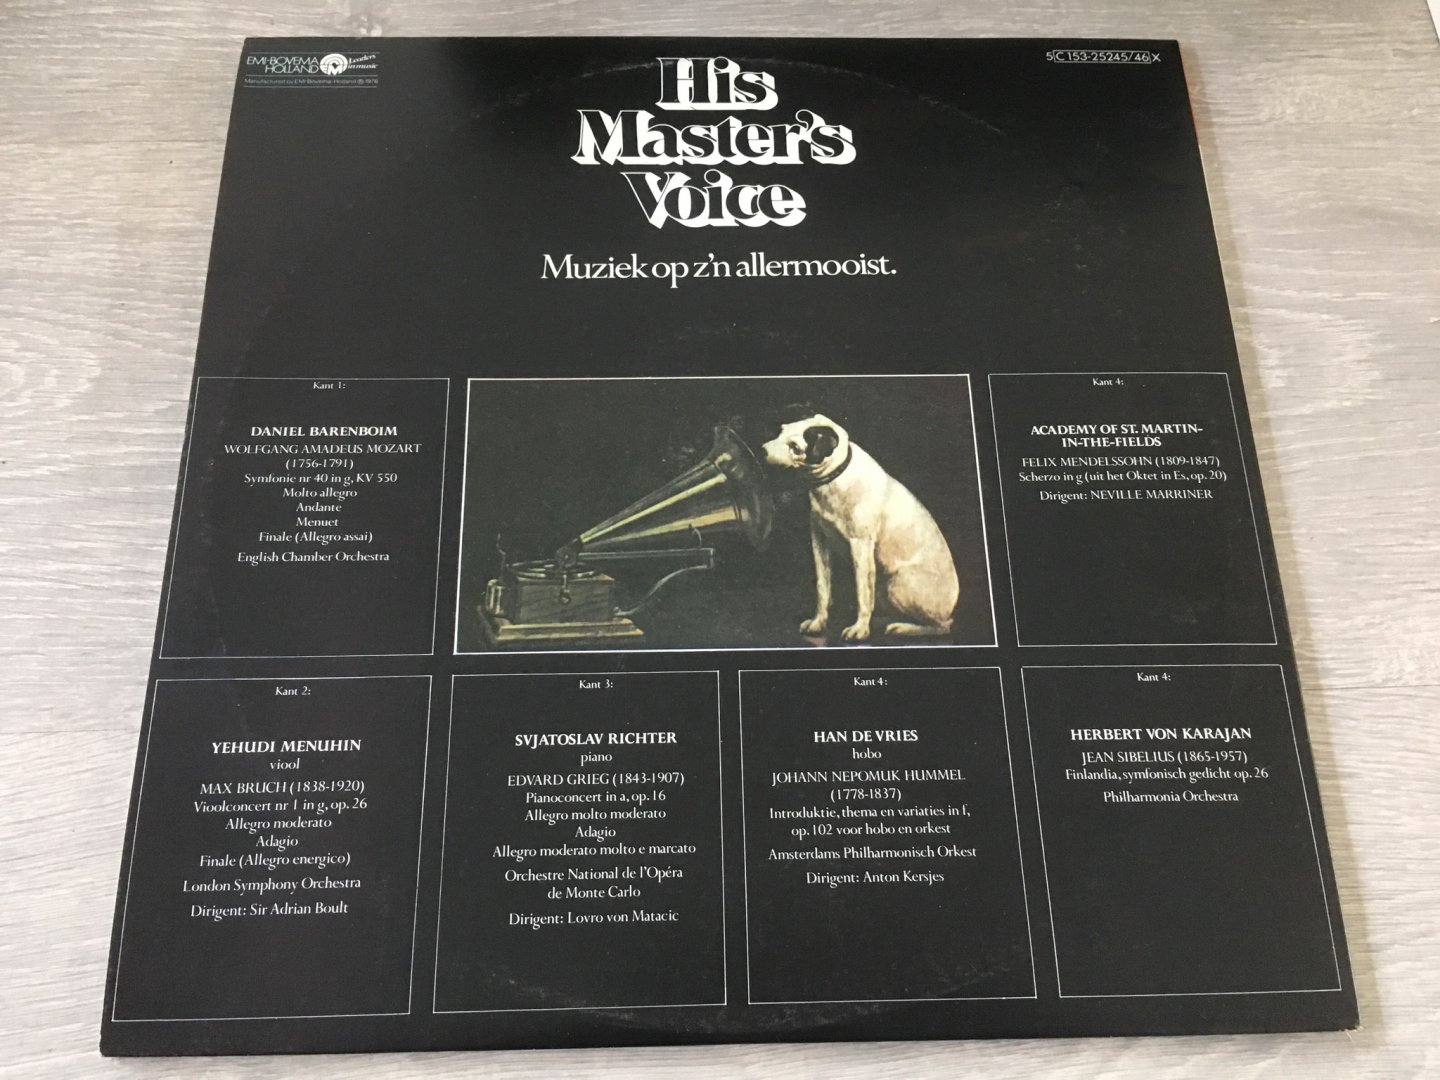 EMI-BOVEMA
HOLLAND
Leaders
in music
Manufactured by EMI Bovema-Holland ℗ 1976
5C 153-25245/46 X
His
Master's
Voice
Muziek op z'n allermooist.
Kant 1:
DANIEL BARENBOIM
WOLFGANG AMADEUS MOZART
(1756-1791)
Symfonie nr 40 in g, KV 550
Molto allegro
Andante
Menuet
Finale (Allegro assai)
English Chamber Orchestra
Kant 4:
ACADEMY OF ST. MARTIN-
IN-THE-FIELDS
FELIX MENDELSSOHN (1809-1847)
Scherzo in g (uit het Oktet in Es, op. 20)
Dirigent: NEVILLE MARRINER
Kant 2:
YEHUDI MENUHIN
viool
MAX BRUCH (1838-1920)
Vioolconcert nr 1 in g, op. 26
Allegro moderato
Adagio
Finale (Allegro energico)
London Symphony Orchestra
Dirigent: Sir Adrian Boult
Kant 3:
SVJATOSLAV RICHTER
piano
EDVARD GRIEG (1843-1907)
Pianoconcert in a, op. 16
Allegro molto moderato
Adagio
Allegro moderato molto e marcato
Orchestre National de l'Opéra
de Monte Carlo
Dirigent: Lovro von Matacic
Kant 4:
HAN DE VRIES
hobo
JOHANN NEPOMUK HUMMEL
(1778-1837)
Introduktie, thema en variaties in f,
op. 102 voor hobo en orkest
Amsterdams Philharmonisch Orkest
Dirigent: Anton Kersjes
Kant 4:
HERBERT VON KARAJAN
JEAN SIBELIUS (1865-1957)
Finlandia, symfonisch gedicht op. 26
Philharmonia Orchestra